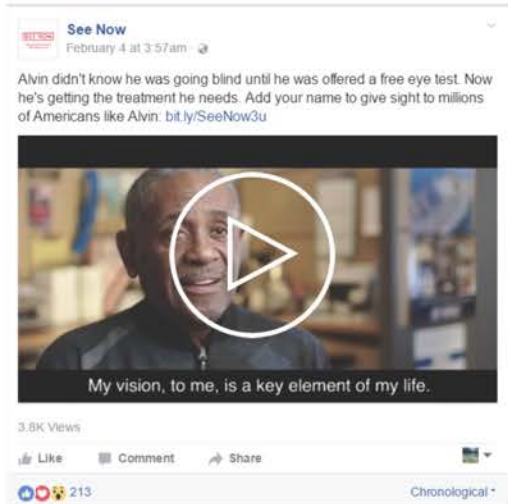 SEE NOW
See Now
February 4 at 3:57am
Alvin didn't know he was going blind until he was offered a free eye test. Now
he's getting the treatment he needs. Add your name to give sight to millions
of Americans like Alvin: bit.ly/SeeNow3u
My vision, to me, is a key element of my life.
3.8K Views
Like Comment Share
213 Chronological